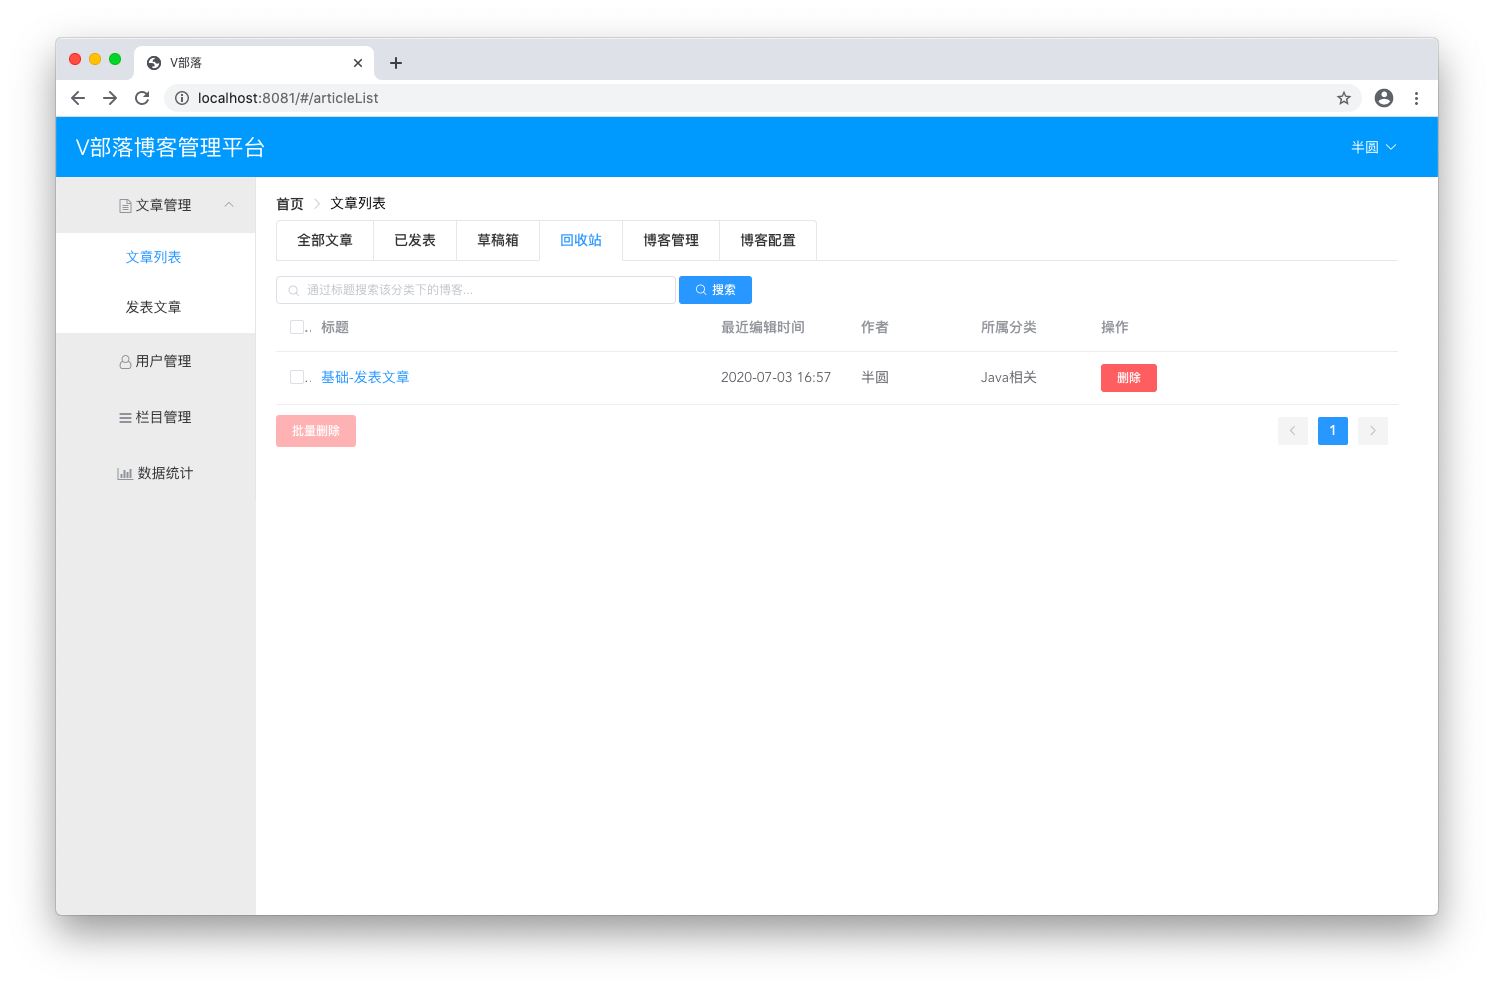 V部落
localhost:8081/#/articleList
V部落博客管理平台
半圆
文章管理
文章列表
发表文章
用户管理
栏目管理
数据统计
首页 文章列表
全部文章 已发表 草稿箱 回收站 博客管理 博客配置
通过标题搜索该分类下的博客... 搜索
.. 标题 最近编辑时间 作者 所属分类 操作
.. 基础-发表文章 2020-07-03 16:57 半圆 Java相关 删除
批量删除 1